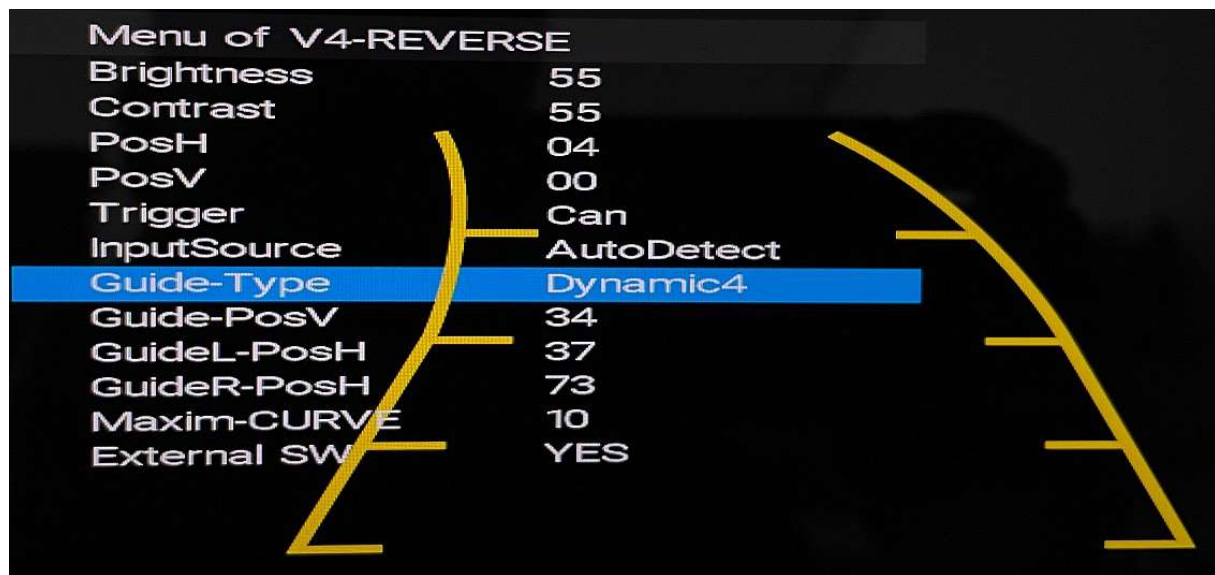 Menu of V4-REVERSE
Brightness 55
Contrast 55
PosH 04
PosV 00
Trigger Can
InputSource AutoDetect
Guide-Type Dynamic4
Guide-PosV 34
GuideL-PosH 37
GuideR-PosH 73
Maxim-CURVE 10
External SW YES